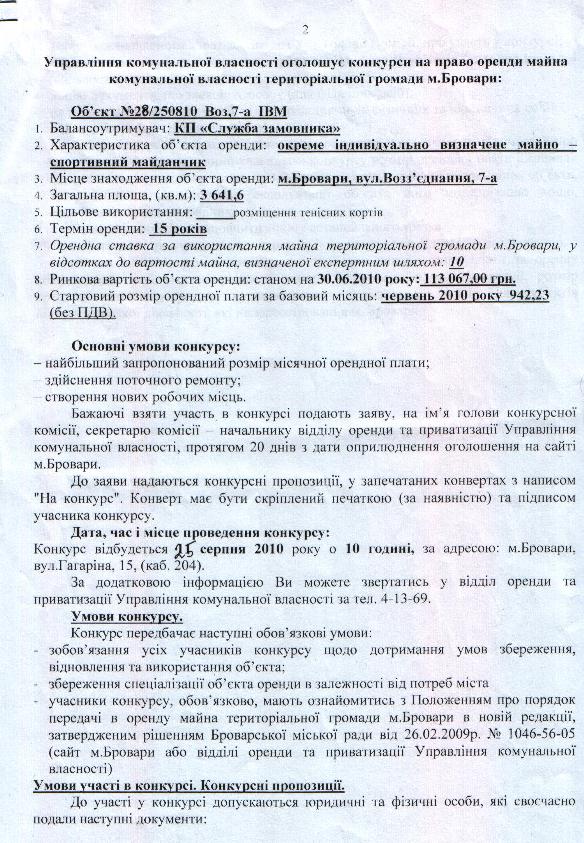 2
Управління комунальної власності оголошує конкурси на право оренди майна
комунальної власності територіальної громади м.Бровари:
Об’єкт №28/250810 Воз,7-а ІВМ
1. Балансоутримувач: КП «Служба замовника»
2. Характеристика об’єкта оренди: окреме індивідуально визначене майно –
спортивний майданчик
3. Місце знаходження об’єкта оренди: м.Бровари, вул.Возз’єднання, 7-а
4. Загальна площа, (кв.м): 3 641,6
5. Цільове використання: ______розміщення тенісних кортів
6. Термін оренди: 15 років
7. Орендна ставка за використання майна територіальної громади м.Бровари, у
відсотках до вартості майна, визначеної експертним шляхом: 10
8. Ринкова вартість об’єкта оренди: станом на 30.06.2010 року: 113 067,00 грн.
9. Стартовий розмір орендної плати за базовий місяць: червень 2010 року 942,23
(без ПДВ).
Основні умови конкурсу:
– найбільший запропонований розмір місячної орендної плати;
– здійснення поточного ремонту;
– створення нових робочих місць.
Бажаючі взяти участь в конкурсі подають заяву, на ім’я голови конкурсної
комісії, секретарю комісії – начальнику відділу оренди та приватизації Управління
комунальної власності, протягом 20 днів з дати оприлюднення оголошення на сайті
м.Бровари.
До заяви надаються конкурсні пропозиції, у запечатаних конвертах з написом
"На конкурс". Конверт має бути скріплений печаткою (за наявністю) та підписом
учасника конкурсу.
Дата, час і місце проведення конкурсу:
Конкурс відбудеться 25 серпня 2010 року о 10 годині, за адресою: м.Бровари,
вул.Гагаріна, 15, (каб. 204).
За додатковою інформацією Ви можете звертатись у відділ оренди та
приватизації Управління комунальної власності за тел. 4-13-69.
Умови конкурсу.
Конкурс передбачає наступні обов’язкові умови:
- зобов’язання усіх учасників конкурсу щодо дотримання умов збереження,
відновлення та використання об’єкта;
- збереження спеціалізації об’єкта оренди в залежності від потреб міста
- учасники конкурсу, обов’язково, мають ознайомитись з Положенням про порядок
передачі в оренду майна територіальної громади м.Бровари в новій редакції,
затвердженим рішенням Броварської міської ради від 26.02.2009р. № 1046-56-05
(сайт м.Бровари або відділі оренди та приватизації Управління комунальної
власності)
Умови участі в конкурсі. Конкурсні пропозиції.
До участі у конкурсі допускаються юридичні та фізичні особи, які своєчасно
подали наступні документи: